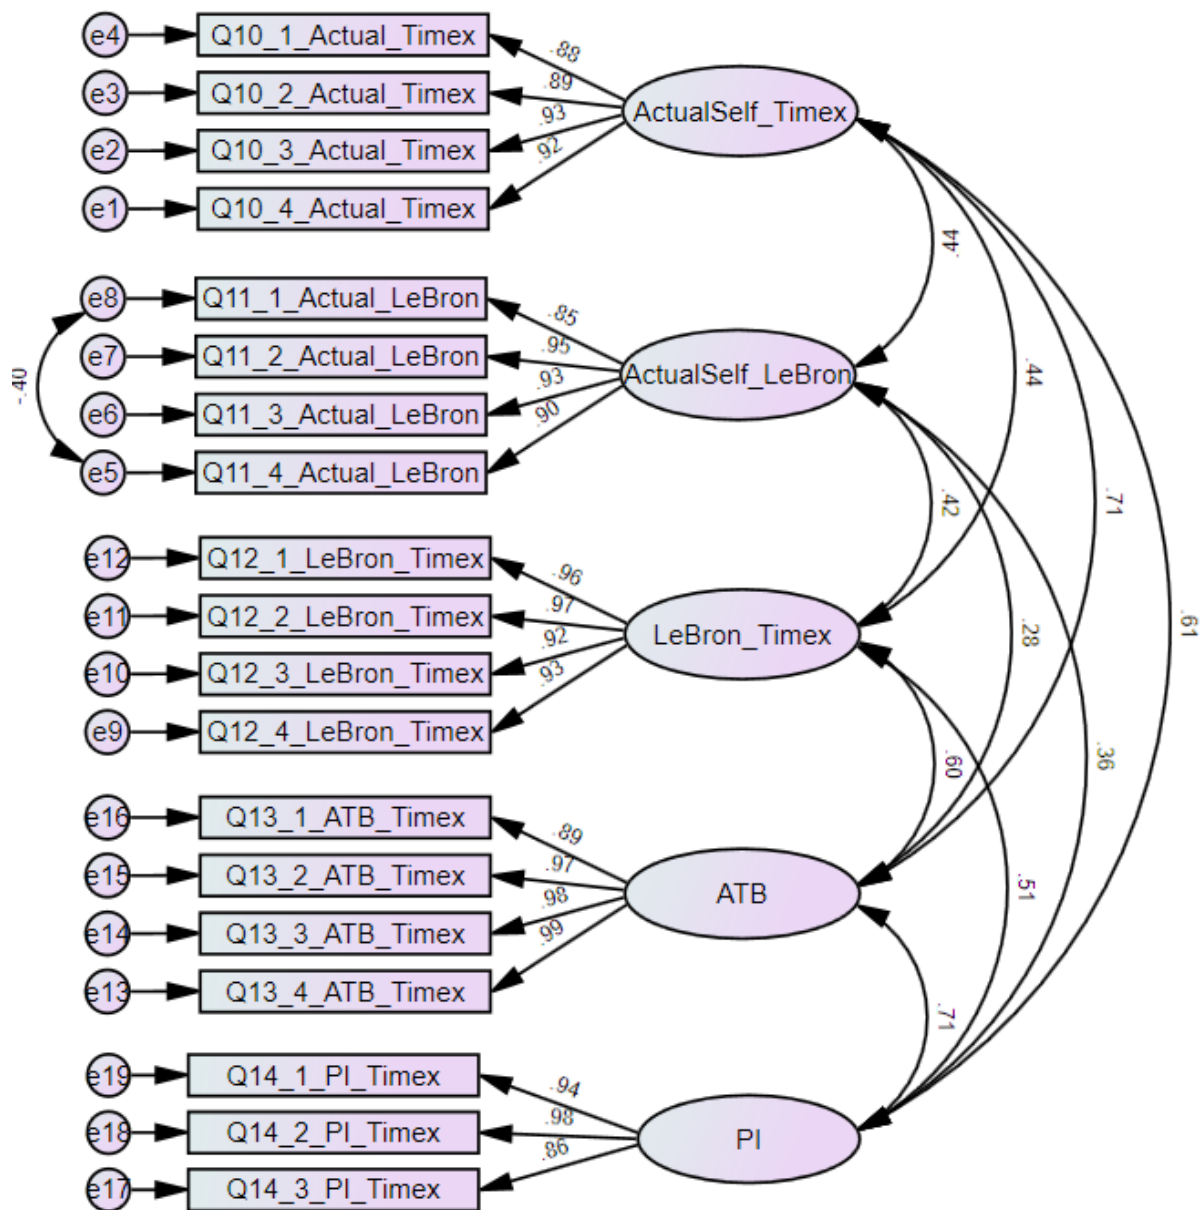 e4 Q10_1_Actual_Timex .88
e3 Q10_2_Actual_Timex .89
e2 Q10_3_Actual_Timex .93
e1 Q10_4_Actual_Timex .92
ActualSelf_Timex
.44
e8 Q11_1_Actual_LeBron .85
e7 Q11_2_Actual_LeBron .95
e6 Q11_3_Actual_LeBron .93
e5 Q11_4_Actual_LeBron .90
-.40
ActualSelf_LeBron
.44
.42
.71
e12 Q12_1_LeBron_Timex .96
e11 Q12_2_LeBron_Timex .97
e10 Q12_3_LeBron_Timex .92
e9 Q12_4_LeBron_Timex .93
LeBron_Timex
.28
.61
.60
.36
e16 Q13_1_ATB_Timex .89
e15 Q13_2_ATB_Timex .97
e14 Q13_3_ATB_Timex .98
e13 Q13_4_ATB_Timex .99
ATB
.51
.71
e19 Q14_1_PI_Timex .94
e18 Q14_2_PI_Timex .98
e17 Q14_3_PI_Timex .86
PI